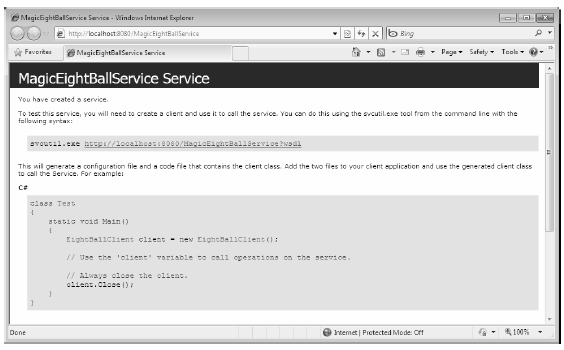 MagicEightBallService Service - Windows Internet Explorer
http://localhost:8080/MagicEightBallService
Bing
Favorites
MagicEightBallService Service
Page
Safety
Tools
MagicEightBallService Service
You have created a service.
To test this service, you will need to create a client and use it to call the service. You can do this using the svcutil.exe tool from the command line with the
following syntax:
svcutil.exe http://localhost:8080/MagicEightBallService?wsdl
This will generate a configuration file and a code file that contains the client class. Add the two files to your client application and use the generated client class
to call the Service. For example:
C#
class Test
{
static void Main()
{
EightBallClient client = new EightBallClient();
// Use the 'client' variable to call operations on the service.
// Always close the client.
client.Close();
}
}
Done
Internet | Protected Mode: Off
100%